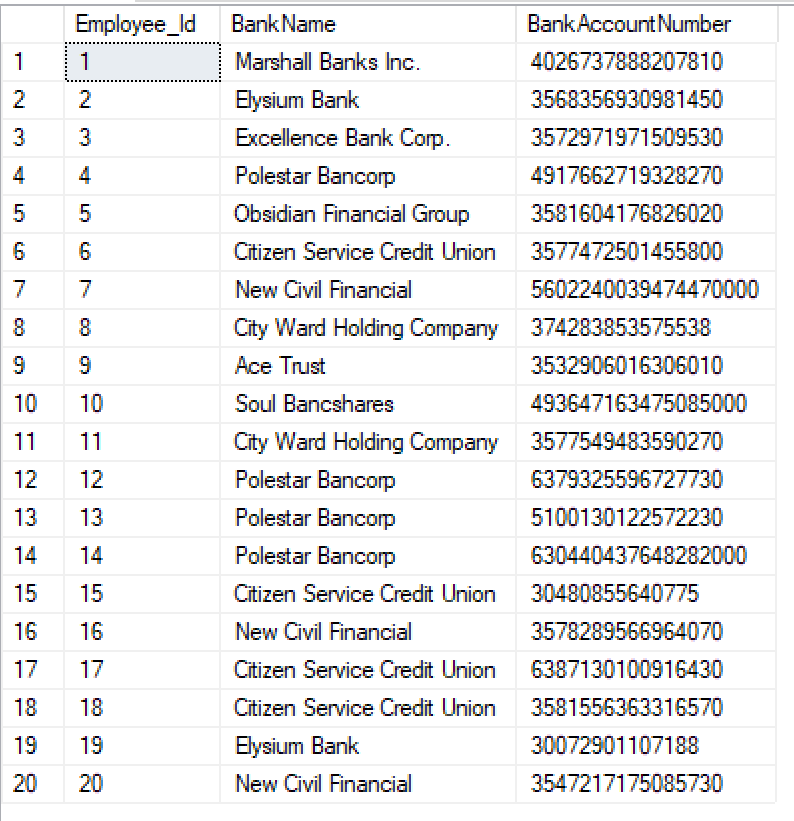 Employee_Id BankName BankAccountNumber
1 1 Marshall Banks Inc. 4026737888207810
2 2 Elysium Bank 3568356930981450
3 3 Excellence Bank Corp. 3572971971509530
4 4 Polestar Bancorp 4917662719328270
5 5 Obsidian Financial Group 3581604176826020
6 6 Citizen Service Credit Union 3577472501455800
7 7 New Civil Financial 5602240039474470000
8 8 City Ward Holding Company 374283853575538
9 9 Ace Trust 3532906016306010
10 10 Soul Bancshares 493647163475085000
11 11 City Ward Holding Company 3577549483590270
12 12 Polestar Bancorp 6379325596727730
13 13 Polestar Bancorp 5100130122572230
14 14 Polestar Bancorp 630440437648282000
15 15 Citizen Service Credit Union 30480855640775
16 16 New Civil Financial 3578289566964070
17 17 Citizen Service Credit Union 6387130100916430
18 18 Citizen Service Credit Union 3581556363316570
19 19 Elysium Bank 30072901107188
20 20 New Civil Financial 3547217175085730